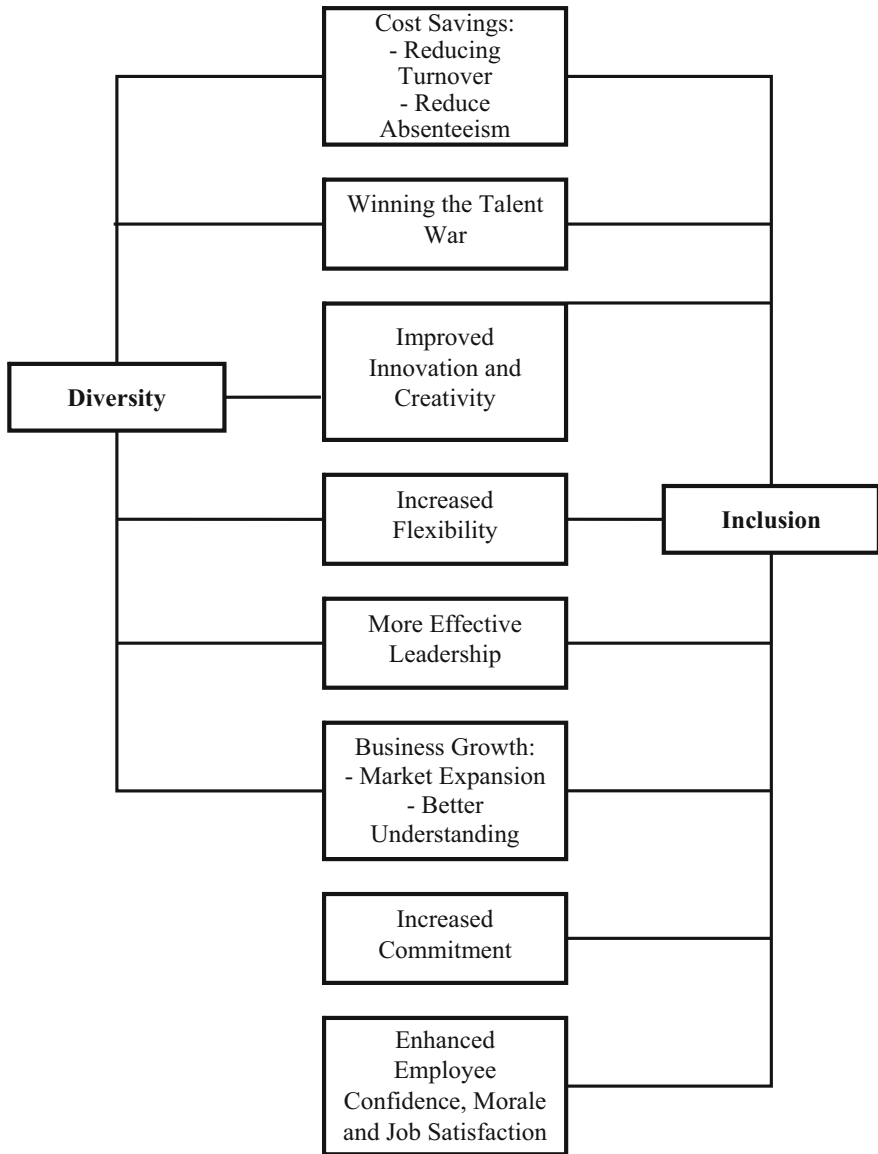 Cost Savings:
- Reducing
Turnover
- Reduce
Absenteeism
Winning the Talent
War
Improved
Innovation and
Creativity
Diversity
Increased
Flexibility
Inclusion
More Effective
Leadership
Business Growth:
- Market Expansion
- Better
Understanding
Increased
Commitment
Enhanced
Employee
Confidence, Morale
and Job Satisfaction